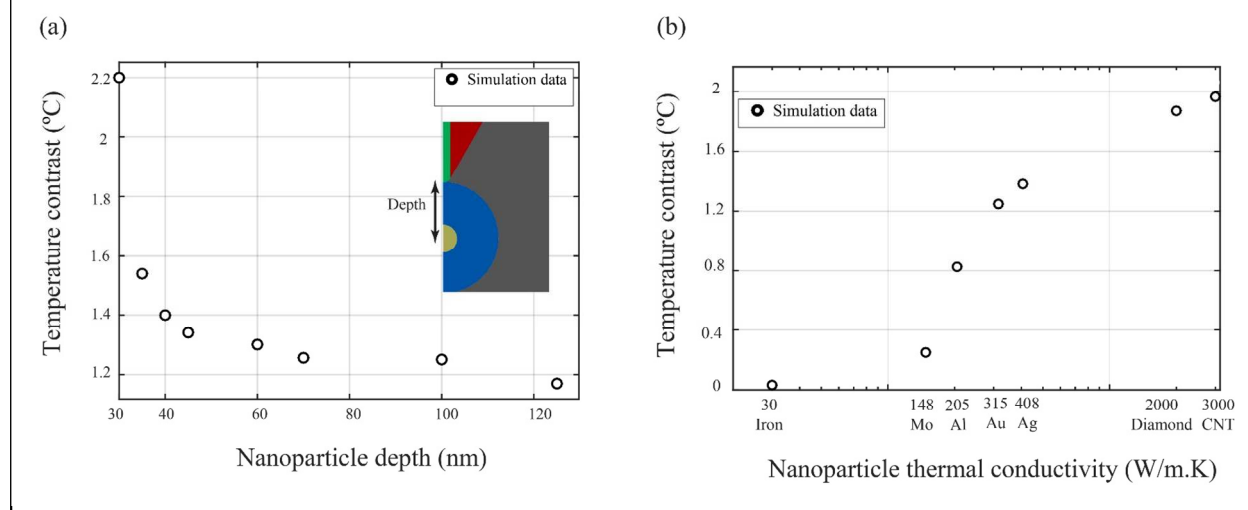 (a)
Temperature contrast (ºC)
2.2
2
1.8
1.6
1.4
1.2
30 40 60 80 100 120
Nanoparticle depth (nm)
Simulation data
Depth
(b)
Temperature contrast (ºC)
2
1.6
1.2
0.8
0.4
0
Simulation data
30 148 205 315 408 2000 3000
Iron Mo Al Au Ag Diamond CNT
Nanoparticle thermal conductivity (W/m.K)